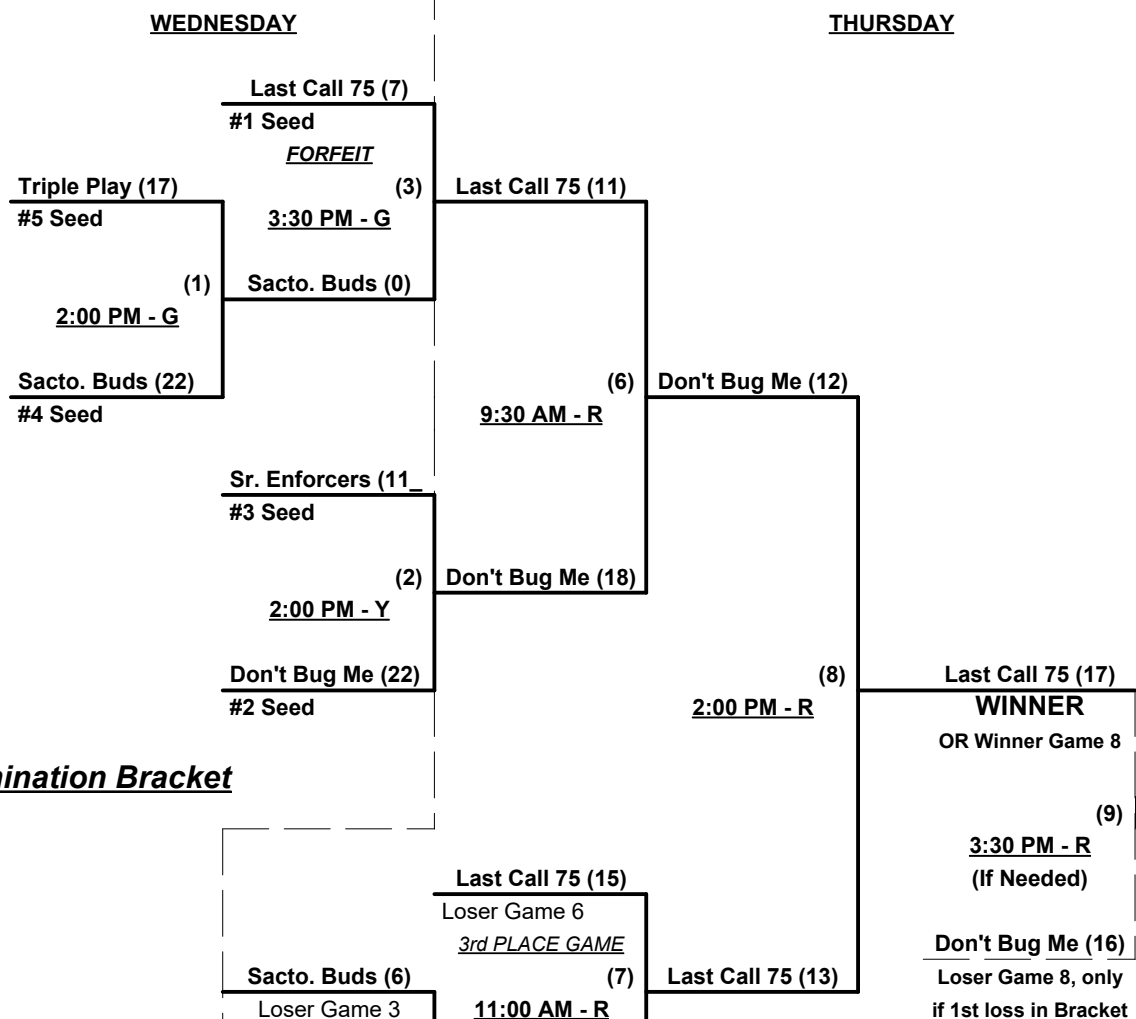 WEDNESDAY
THURSDAY
Last Call 75 (7)
#1 Seed
FORFEIT
Triple Play (17)
(3)
Last Call 75 (11)
#5 Seed
3:30 PM - G
(1)
Sacto. Buds (0)
2:00 PM - G
Sacto. Buds (22)
(6)
Don't Bug Me (12)
#4 Seed
9:30 AM - R
Sr. Enforcers (11_
#3 Seed
(2)
Don't Bug Me (18)
2:00 PM - Y
Don't Bug Me (22)
(8)
Last Call 75 (17)
#2 Seed
2:00 PM - R
WINNER
OR Winner Game 8
ination Bracket
(9)
3:30 PM - R
(If Needed)
Last Call 75 (15)
Loser Game 6
3rd PLACE GAME
Don't Bug Me (16)
Sacto. Buds (6)
(7)
Last Call 75 (13)
Loser Game 8, only
Loser Game 3
11:00 AM - R
if 1st loss in Bracket